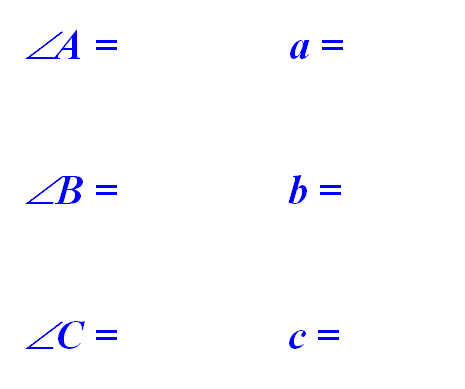 ∠A = a =
∠B = b =
∠C = c =